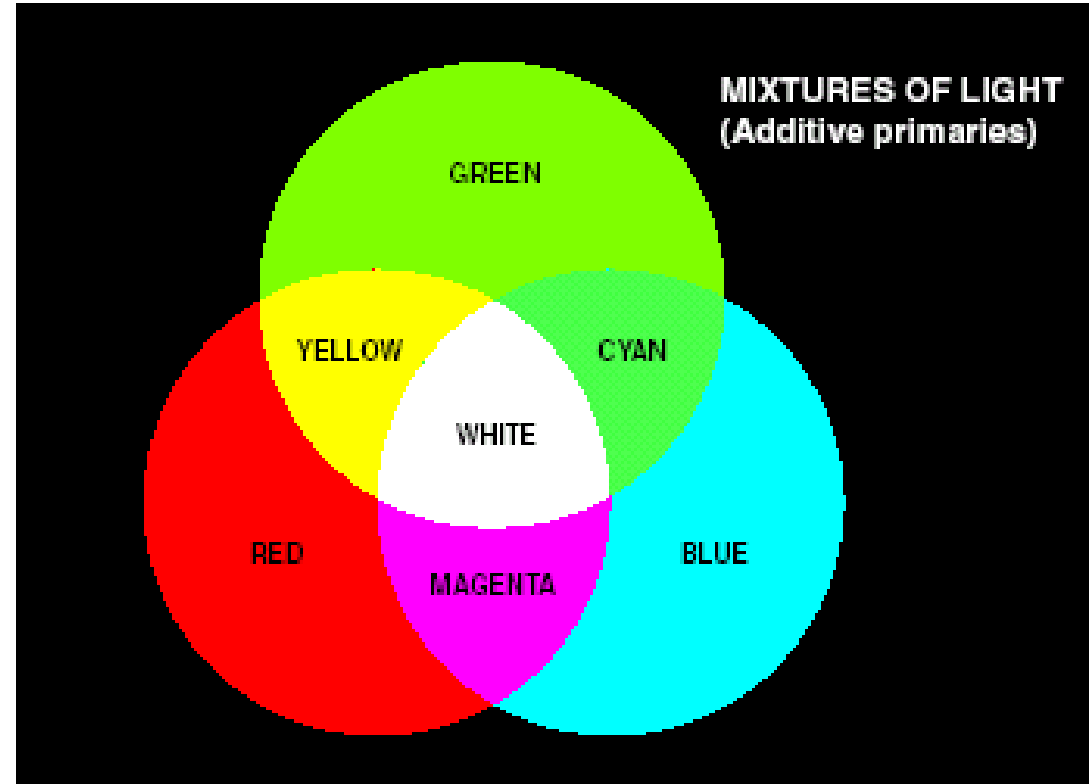 MIXTURES OF LIGHT
(Additive primaries)
GREEN
YELLOW
CYAN
WHITE
RED
BLUE
MAGENTA